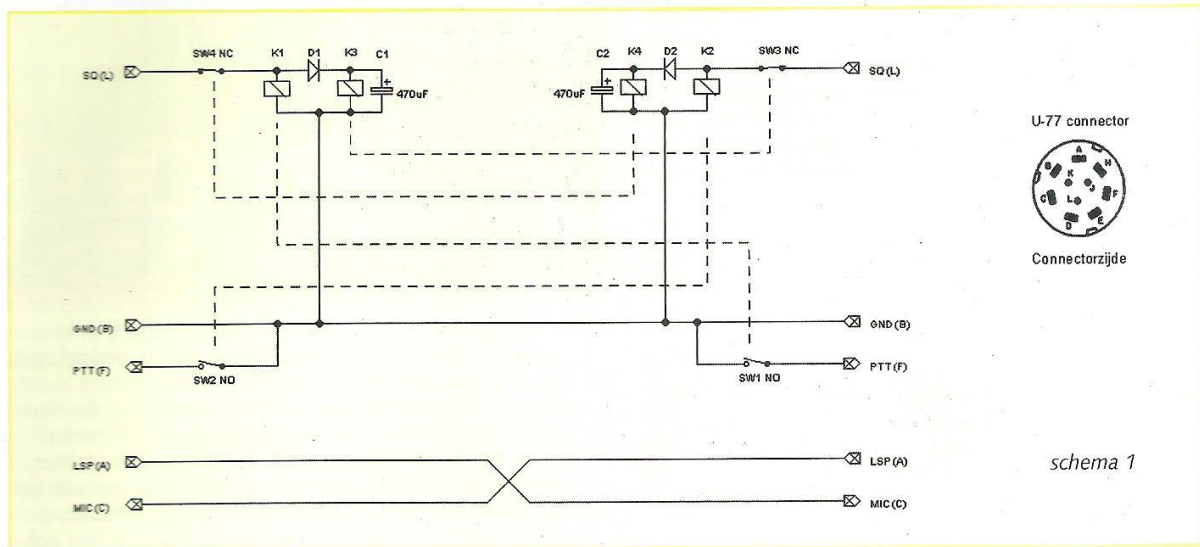 SW4 NC K1 D1 K3 C1 C2 K4 D2 K2 SW3 NC
SQ(L) + + SQ(L)
470uF 470uF
U-77 connector
A
B H
K J
C L F
D E
Connectorzijde
GND(B) GND(B)
PTT(F) PTT(F)
SW2 NO SW1 NO
LSP(A) LSP(A)
schema 1
MIC(C) MIC(C)